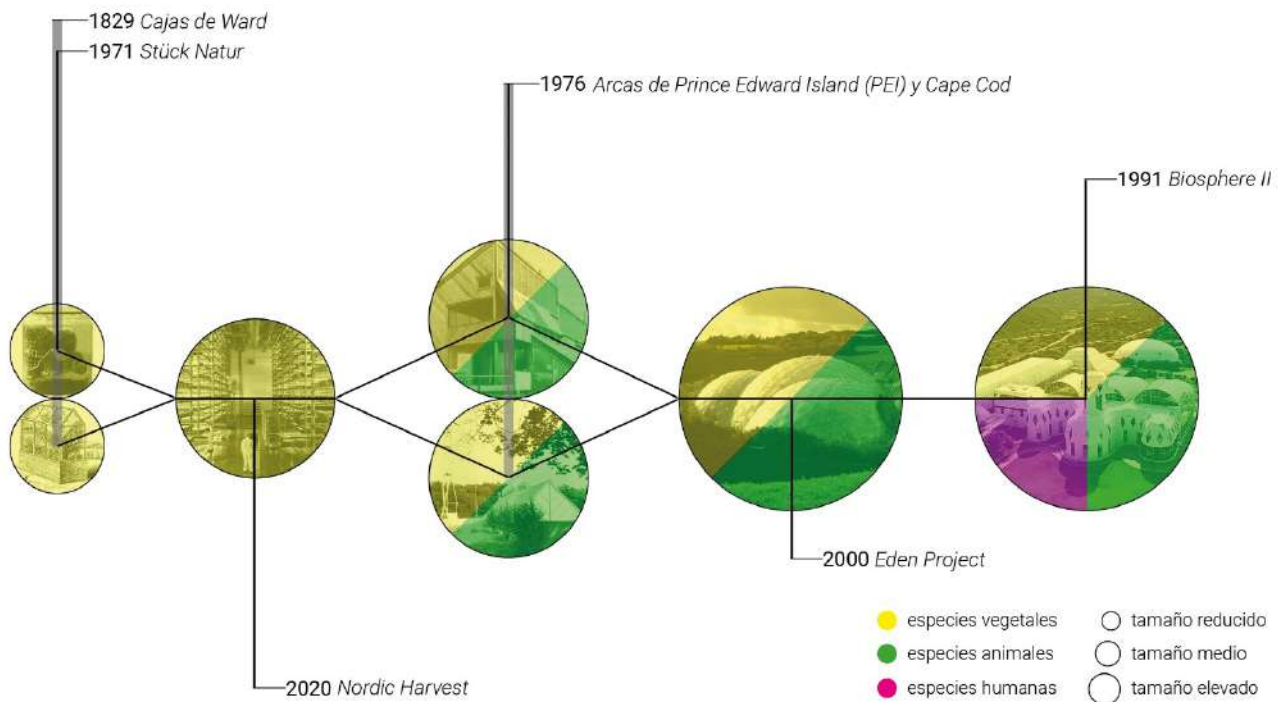 1829 Cajas de Ward
1971 Stück Natur
1976 Arcas de Prince Edward Island (PEI) y Cape Cod
1991 Biosphere II
2000 Eden Project
2020 Nordic Harvest
especies vegetales
especies animales
especies humanas
tamaño reducido
tamaño medio
tamaño elevado